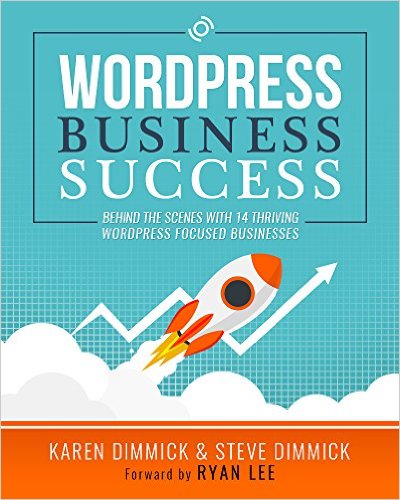 WORDPRESS
BUSINESS
SUCCESS
BEHIND THE SCENES WITH 14 THRIVING
WORDPRESS FOCUSED BUSINESSES
KAREN DIMMICK & STEVE DIMMICK
Forward by RYAN LEE